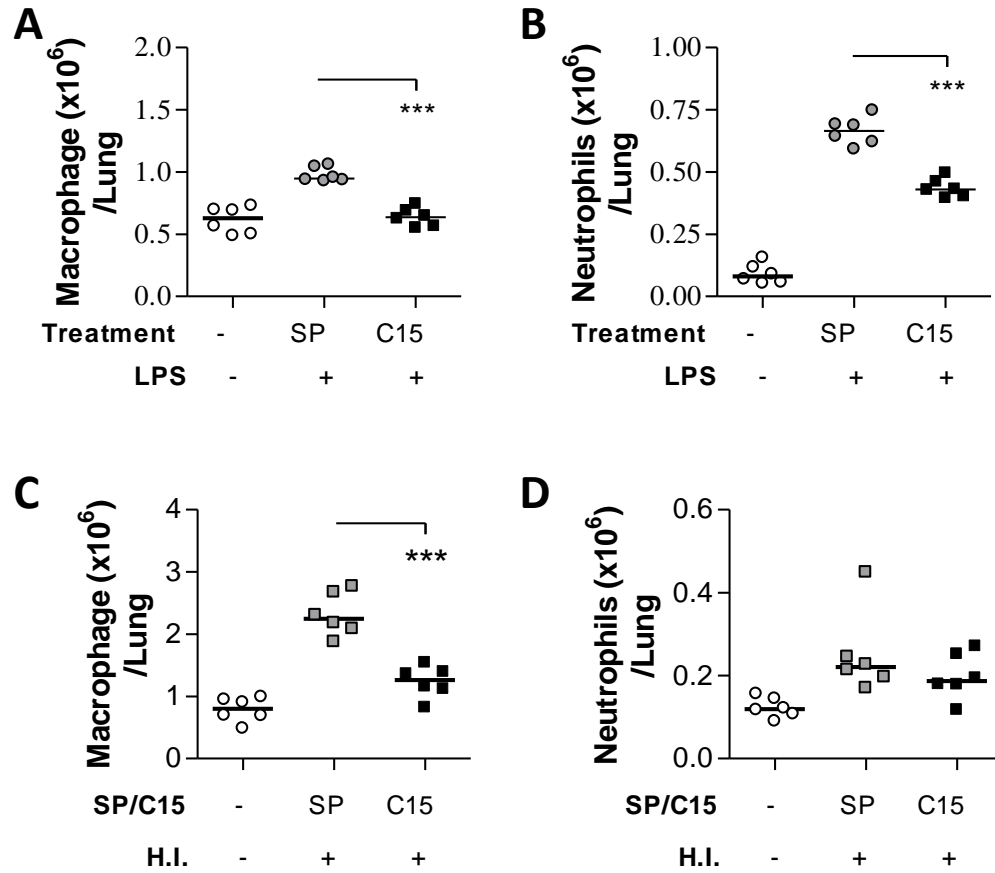 A
Macrophage (x10⁶)
/Lung
2.0
1.5
1.0
0.5
0.0
***
Treatment - SP C15
LPS - + +
B
Neutrophils (x10⁶)
/Lung
1.00
0.75
0.50
0.25
0.00
***
Treatment - SP C15
LPS - + +
C
Macrophage (x10⁶)
/Lung
4
3
2
1
0
***
SP/C15 - SP C15
H.I. - + +
D
Neutrophils (x10⁶)
/Lung
0.6
0.4
0.2
0.0
SP/C15 - SP C15
H.I. - + +